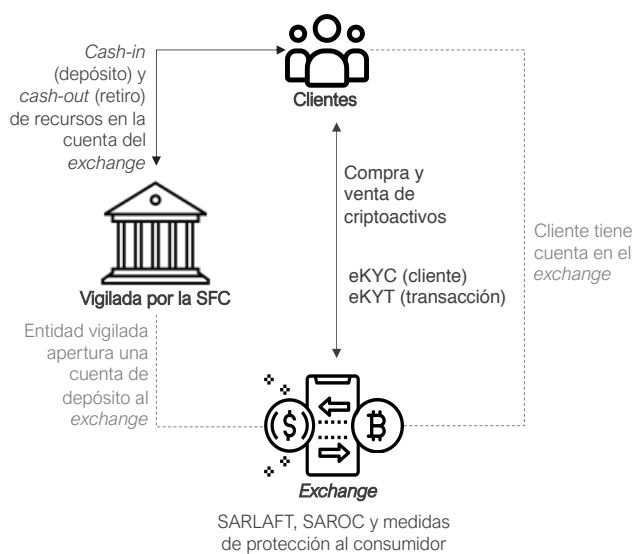 Cash-in
(depósito) y
cash-out (retiro)
de recursos en la
cuenta del
exchange
Clientes
Compra y
venta de
criptoactivos
eKYC (cliente)
eKYT (transacción)
Cliente tiene
cuenta en el
exchange
Vigilada por la SFC
Entidad vigilada
apertura una
cuenta de
depósito al
exchange
Exchange
SARLAFT, SAROC y medidas
de protección al consumidor